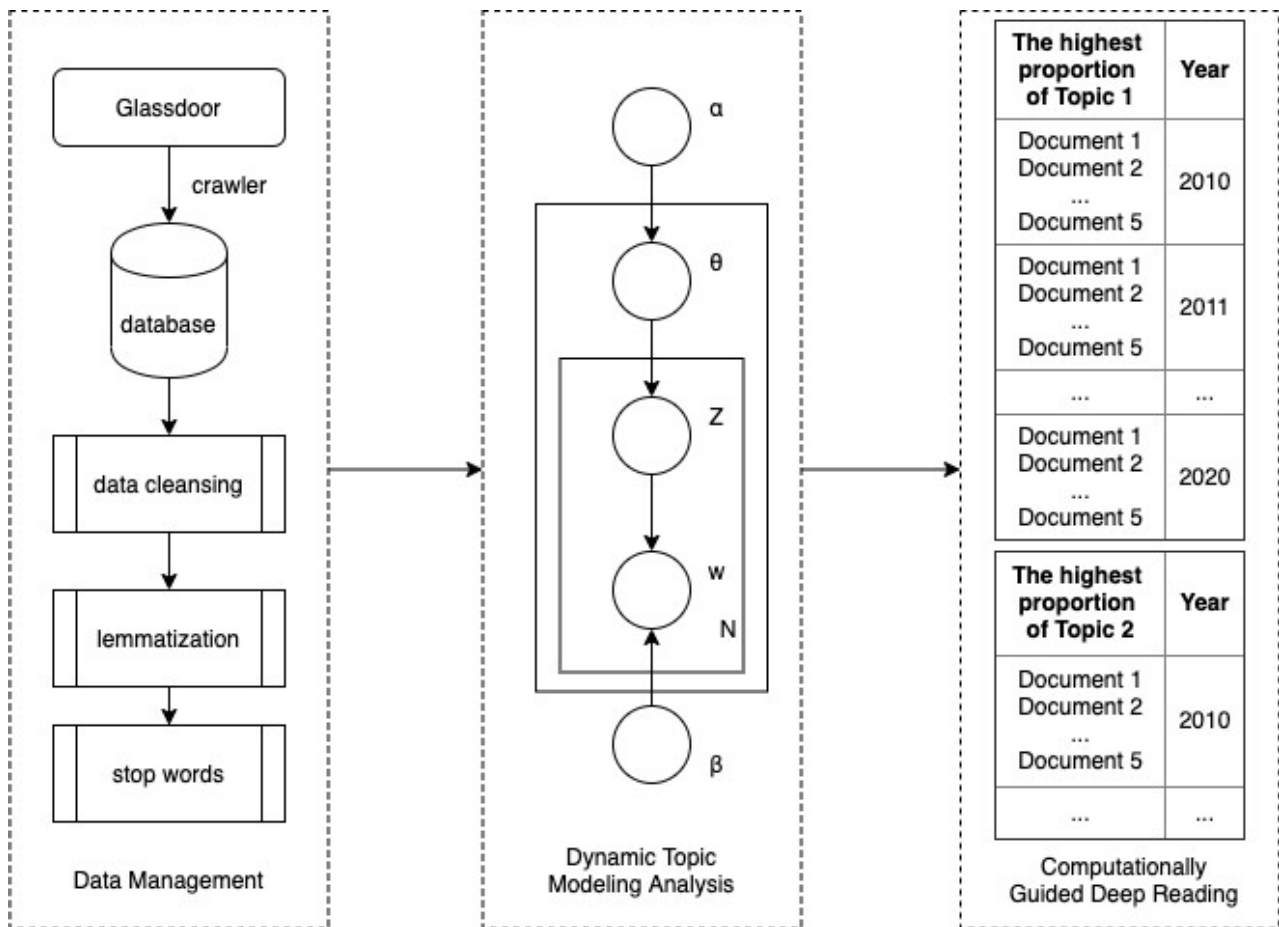 Glassdoor
crawler
database
data cleansing
lemmatization
stop words
Data Management
α
θ
Z
w
N
β
Dynamic Topic
Modeling Analysis
The highest
proportion
of Topic 1
Year
Document 1
Document 2
...
Document 5
2010
Document 1
Document 2
...
Document 5
2011
...
...
Document 1
Document 2
...
Document 5
2020
The highest
proportion
of Topic 2
Year
Document 1
Document 2
...
Document 5
2010
...
...
Computationally
Guided Deep Reading